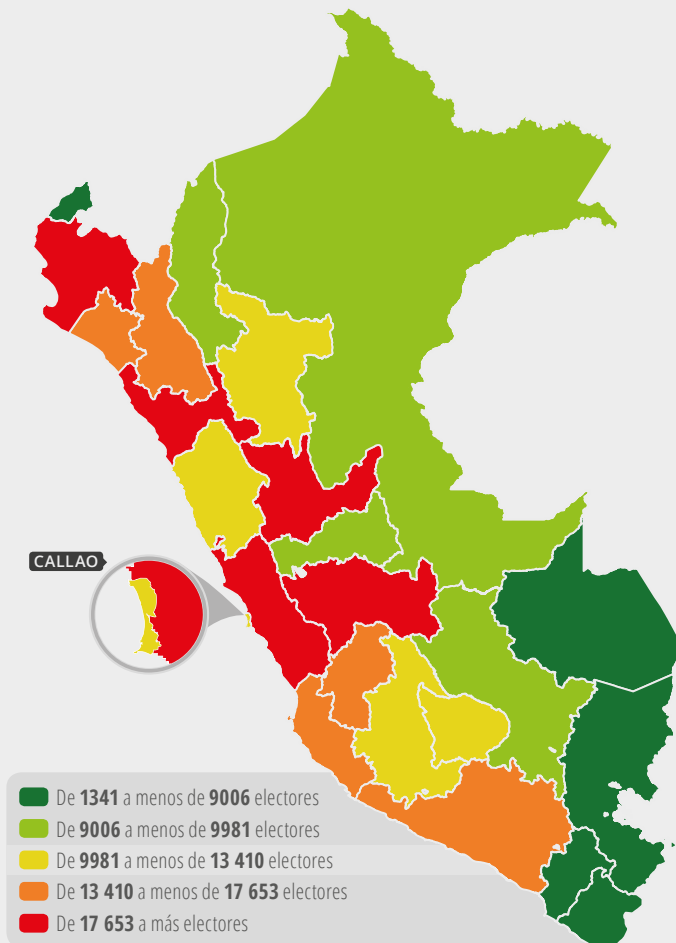 CALLAO
De 1341 a menos de 9006 electores
De 9006 a menos de 9981 electores
De 9981 a menos de 13 410 electores
De 13 410 a menos de 17 653 electores
De 17 653 a más electores